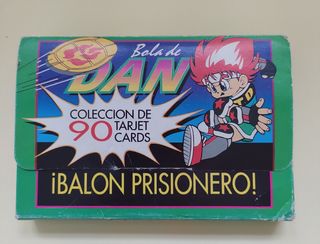 Bola de
DAN
COLECCION DE
90 TARJET
CARDS
¡BALON PRISIONERO!